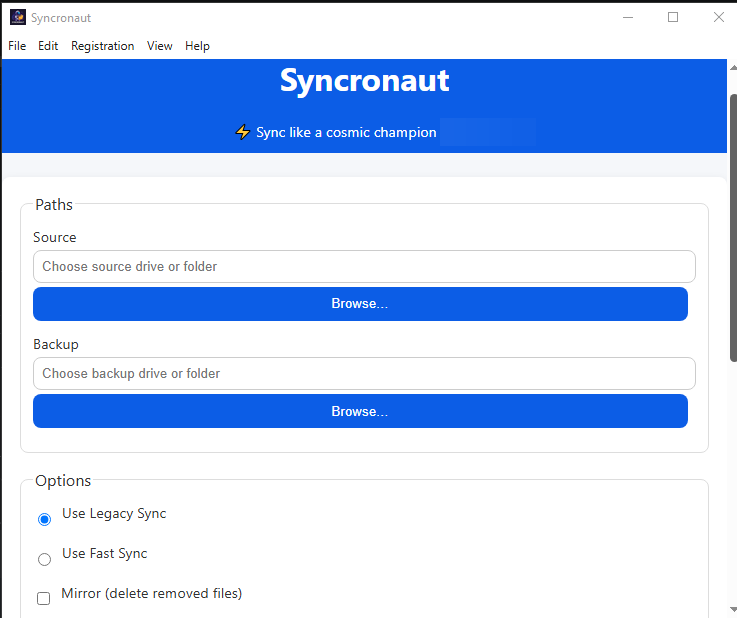 Syncronaut
File Edit Registration View Help
Syncronaut
⚡ Sync like a cosmic champion
Paths
Source
Choose source drive or folder
Browse...
Backup
Choose backup drive or folder
Browse...
Options
Use Legacy Sync
Use Fast Sync
Mirror (delete removed files)